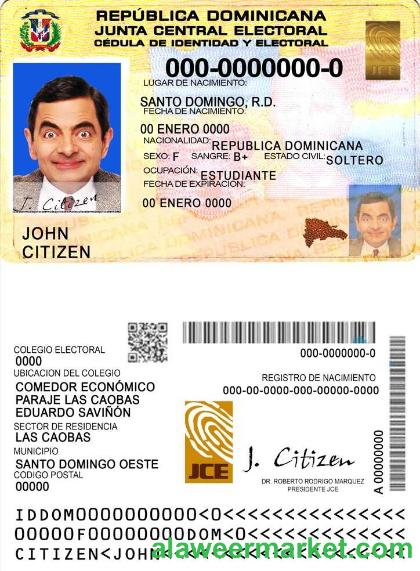 REPÚBLICA DOMINICANA
JUNTA CENTRAL ELECTORAL
CÉDULA DE IDENTIDAD Y ELECTORAL
JCE
000-0000000-0
LUGAR DE NACIMIENTO:
SANTO DOMINGO, R.D.
FECHA DE NACIMIENTO:
00 ENERO 0000
NACIONALIDAD: REPUBLICA DOMINICANA
SEXO: F SANGRE: B+ ESTADO CIVIL: SOLTERO
OCUPACIÓN: ESTUDIANTE
FECHA DE EXPIRACIÓN:
00 ENERO 0000
J. Citizen
JOHN
CITIZEN
COLEGIO ELECTORAL
0000
UBICACION DEL COLEGIO
COMEDOR ECONÓMICO
PARAJE LAS CAOBAS
EDUARDO SAVIÑÓN
SECTOR DE RESIDENCIA
LAS CAOBAS
MUNICIPIO
SANTO DOMINGO OESTE
CODIGO POSTAL
00000
000-0000000-0
REGISTRO DE NACIMIENTO
000-00-0000-000-00000-0000
JCE
J. Citizen
DR. ROBERTO RODRIGO MARQUEZ
PRESIDENTE JCE
A 00000000
IDDOM0000000000<0<<<<<<<<<<<<<<<
00000F00000000DOM<0<<<<<<<<<<<
CITIZEN<JOHN<<<<<<<<<<<<<<<<<<
alaweermarket.com